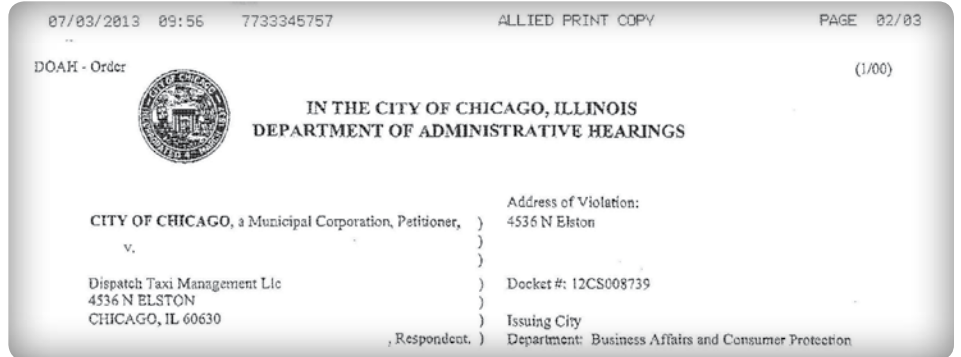 07/03/2013 09:56 7733345757 ALLIED PRINT COPY PAGE 02/03
DOAH - Order (1/00)
IN THE CITY OF CHICAGO, ILLINOIS
DEPARTMENT OF ADMINISTRATIVE HEARINGS
Address of Violation:
CITY OF CHICAGO, a Municipal Corporation, Petitioner, ) 4536 N Elston
)
v. )
)
Dispatch Taxi Management Llc ) Docket #: 12CS008739
4536 N ELSTON )
CHICAGO, IL 60630 ) Issuing City
, Respondent. ) Department: Business Affairs and Consumer Protection